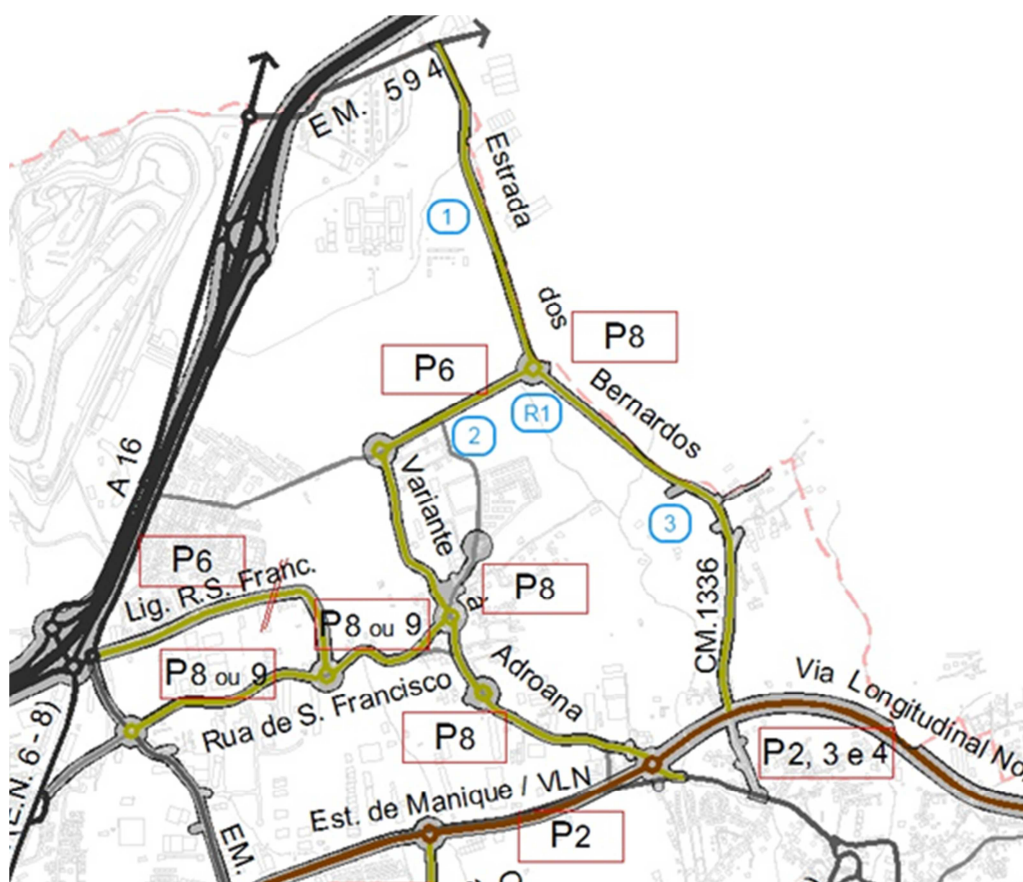 EM. 594
Estrada
1
dos
P8
P6
Bernardos
R1
2
A 16
Variante
3
P6
Lig. R.S. Franc.
P8
à
P8 ou 9
CM.1336
P8 ou 9
Adroana
Via Longitudinal No
Rua de S. Francisco
P8
P2, 3 e 4
E.N. 6 - 8)
Est. de Manique / VLN
P2
EM.